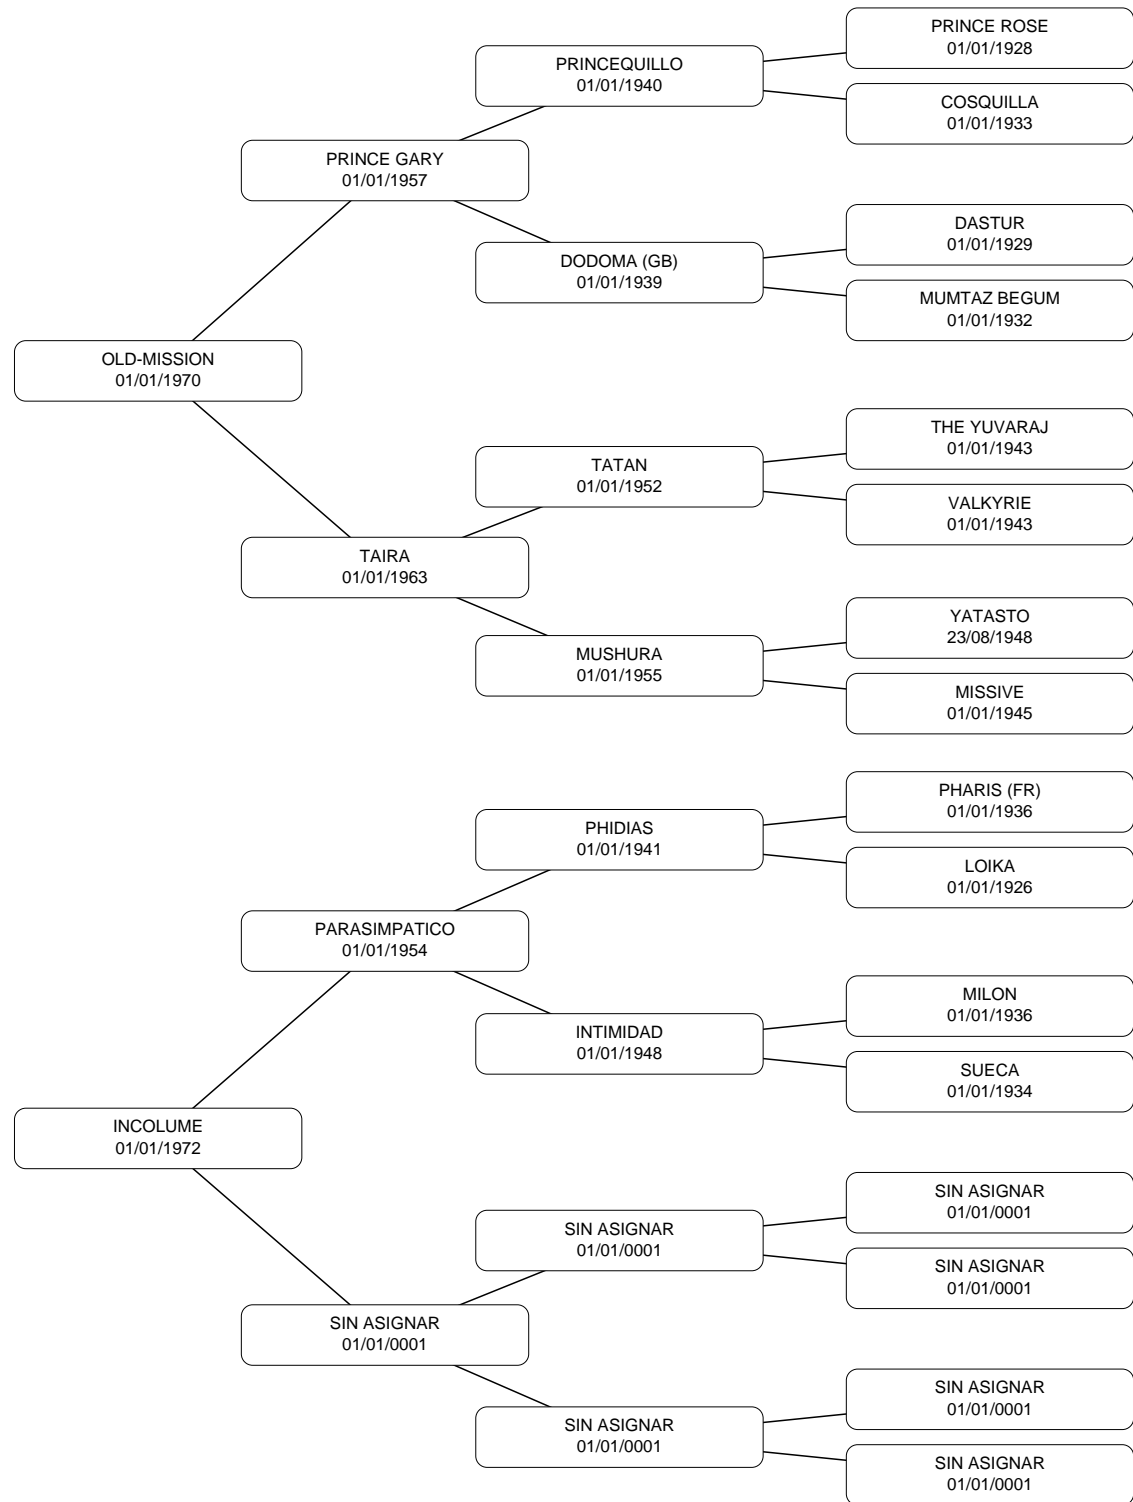 PRINCE ROSE
01/01/1928
PRINCEQUILLO
01/01/1940
COSQUILLA
01/01/1933
PRINCE GARY
01/01/1957
DASTUR
01/01/1929
DODOMA (GB)
01/01/1939
MUMTAZ BEGUM
01/01/1932
OLD-MISSION
01/01/1970
THE YUVARAJ
01/01/1943
TATAN
01/01/1952
VALKYRIE
01/01/1943
TAIRA
01/01/1963
YATASTO
23/08/1948
MUSHURA
01/01/1955
MISSIVE
01/01/1945
PHARIS (FR)
01/01/1936
PHIDIAS
01/01/1941
LOIKA
01/01/1926
PARASIMPATICO
01/01/1954
MILON
01/01/1936
INTIMIDAD
01/01/1948
SUECA
01/01/1934
INCOLUME
01/01/1972
SIN ASIGNAR
01/01/0001
SIN ASIGNAR
01/01/0001
SIN ASIGNAR
01/01/0001
SIN ASIGNAR
01/01/0001
SIN ASIGNAR
01/01/0001
SIN ASIGNAR
01/01/0001
SIN ASIGNAR
01/01/0001